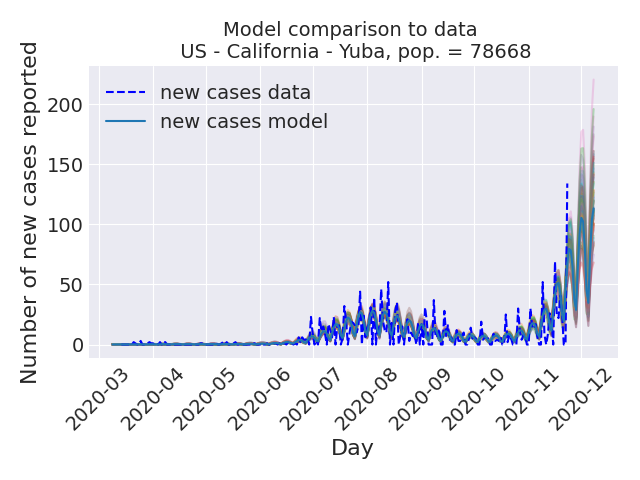 Model comparison to data
US - California - Yuba, pop. = 78668
Number of new cases reported
200
150
100
50
0
new cases data
new cases model
2020-03
2020-04
2020-05
2020-06
2020-07
2020-08
2020-09
2020-10
2020-11
2020-12
Day